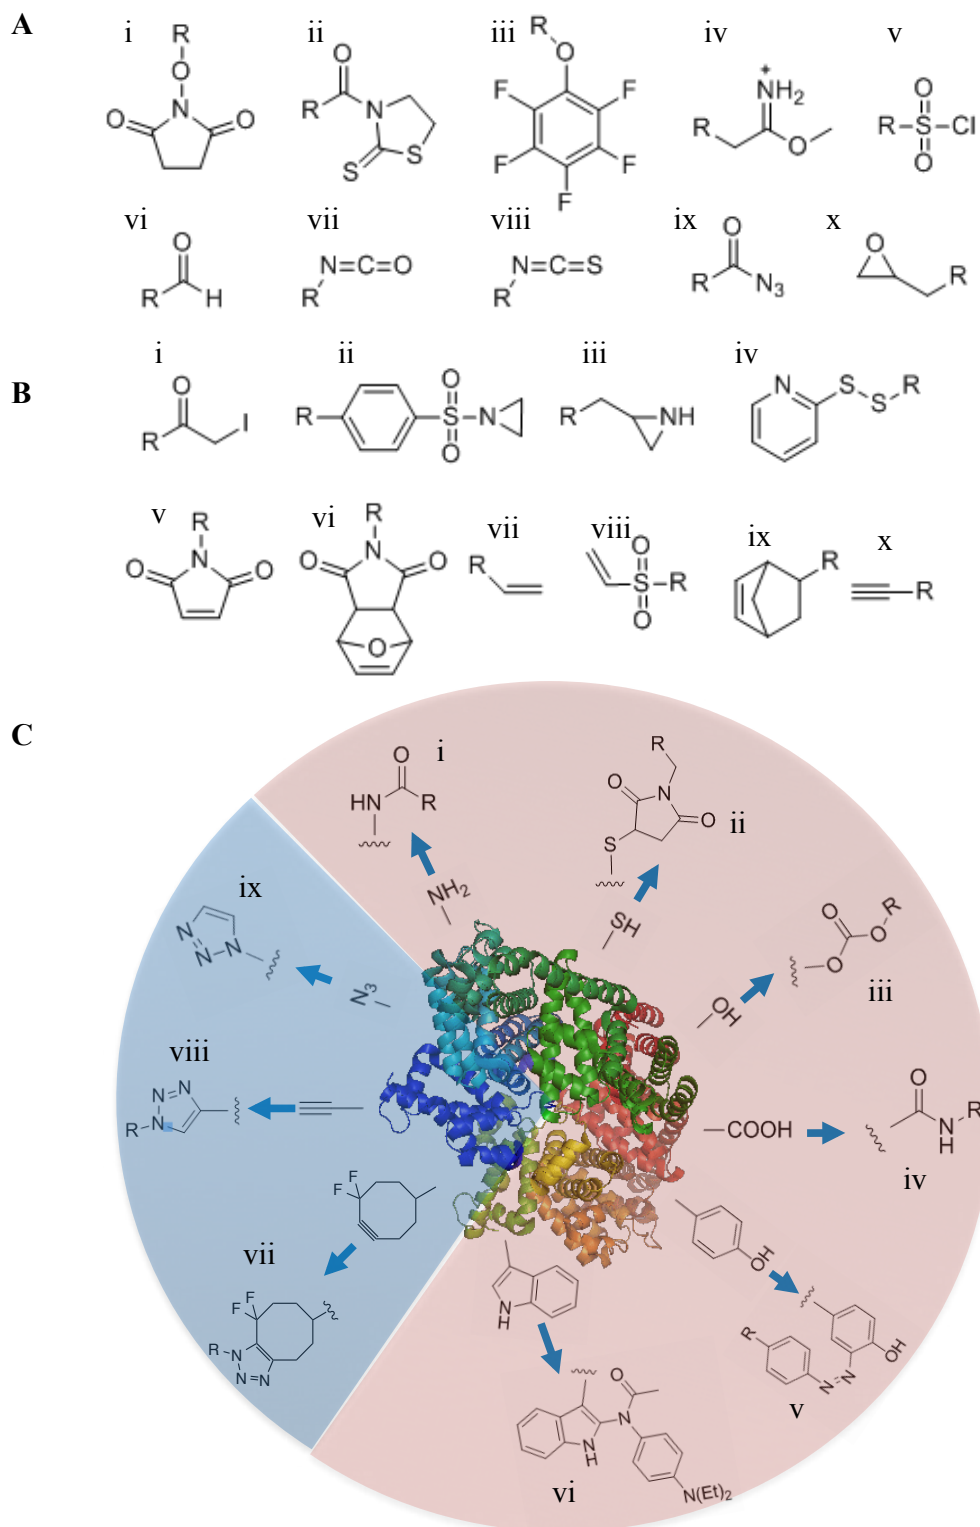 A
i ii iii iv v
R O N O O
O R N S S
R O F F F F F
NH2 + R O
O R S Cl O
vi vii viii ix x
O R H
N=C=O R
N=C=S R
O R N3
O R
B
i ii iii iv
O R I
R O S N O
R NH
N S S R
v vi vii viii ix x
R O N O
R O N O O
R
O S R O
R
R
C
i
O HN R
NH2
ii
R O N O S
SH
iii
O O O R
OH
iv
O N H R
COOH
v
OH
R N N OH
vi
N H
O N N H N(Et)2
vii
F F
F F R N N N
viii
N N N R
ix
N N N
N3